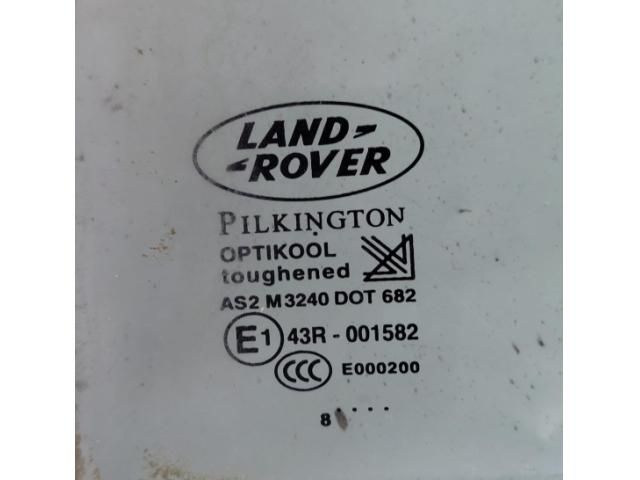 LAND
ROVER
PILKINGTON
OPTIKOOL
toughened
AS2 M3240 DOT 682
E1 43R - 001582
CCC E000200
8 ....